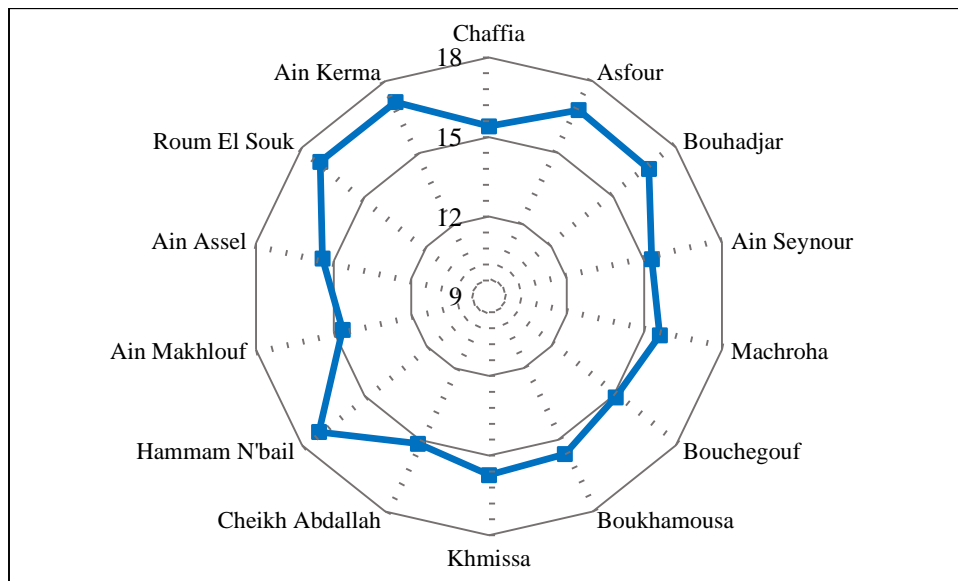 Chaffia
18
Ain Kerma
Asfour
Roum El Souk
15
Bouhadjar
12
Ain Assel
Ain Seynour
9
Ain Makhlouf
Machroha
Hammam N'bail
Bouchegouf
Cheikh Abdallah
Boukhamousa
Khmissa